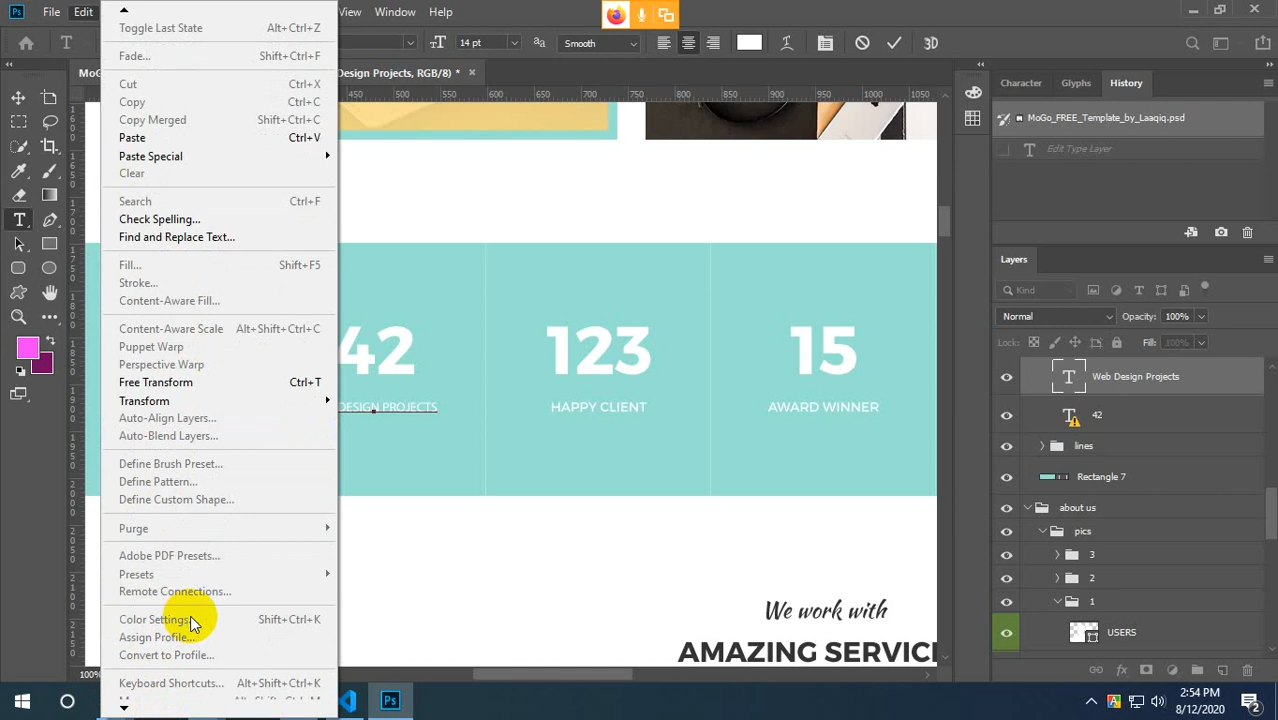 Ps
File
Edit
View
Window
Help
14 pt
aa
Smooth
3D
MoG
Design Projects, RGB/8) *
Toggle Last State Alt+Ctrl+Z
Fade... Shift+Ctrl+F
Cut Ctrl+X
Copy Ctrl+C
Copy Merged Shift+Ctrl+C
Paste Ctrl+V
Paste Special
Clear
Search Ctrl+F
Check Spelling...
Find and Replace Text...
Fill... Shift+F5
Stroke...
Content-Aware Fill...
Content-Aware Scale Alt+Shift+Ctrl+C
Puppet Warp
Perspective Warp
Free Transform Ctrl+T
Transform
Auto-Align Layers...
Auto-Blend Layers...
Define Brush Preset...
Define Pattern...
Define Custom Shape...
Purge
Adobe PDF Presets...
Presets
Remote Connections...
Color Settings... Shift+Ctrl+K
Assign Profile...
Convert to Profile...
Keyboard Shortcuts... Alt+Shift+Ctrl+K
450 500 550 600 650 700 750 800 850 900 950 1000 1050
42
DESIGN PROJECTS
123
HAPPY CLIENT
15
AWARD WINNER
We work with
AMAZING SERVICE
100%
Character
Glyphs
History
MoGo_FREE_Template_by_Laaqiq.psd
Edit Type Layer
Layers
Kind
Normal
Opacity: 100%
Lock:
Fill: 100%
Web Design Projects
42
lines
Rectangle 7
about us
pics
3
2
1
USERS
2:54 PM
8/12/2020
2